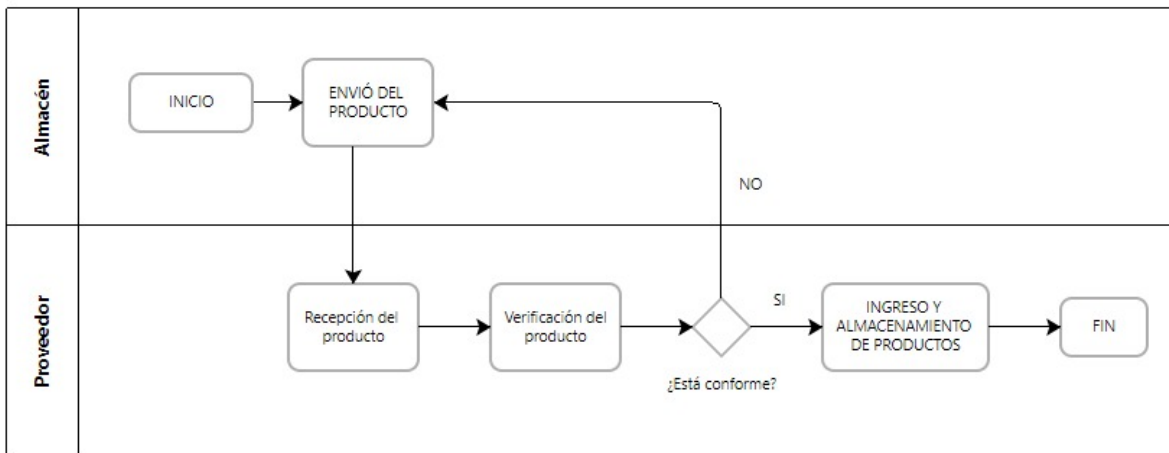 Almacén
INICIO
ENVIÓ DEL
PRODUCTO
NO
Proveedor
Recepción del
producto
Verificación del
producto
¿Está conforme?
SI
INGRESO Y
ALMACENAMIENTO
DE PRODUCTOS
FIN